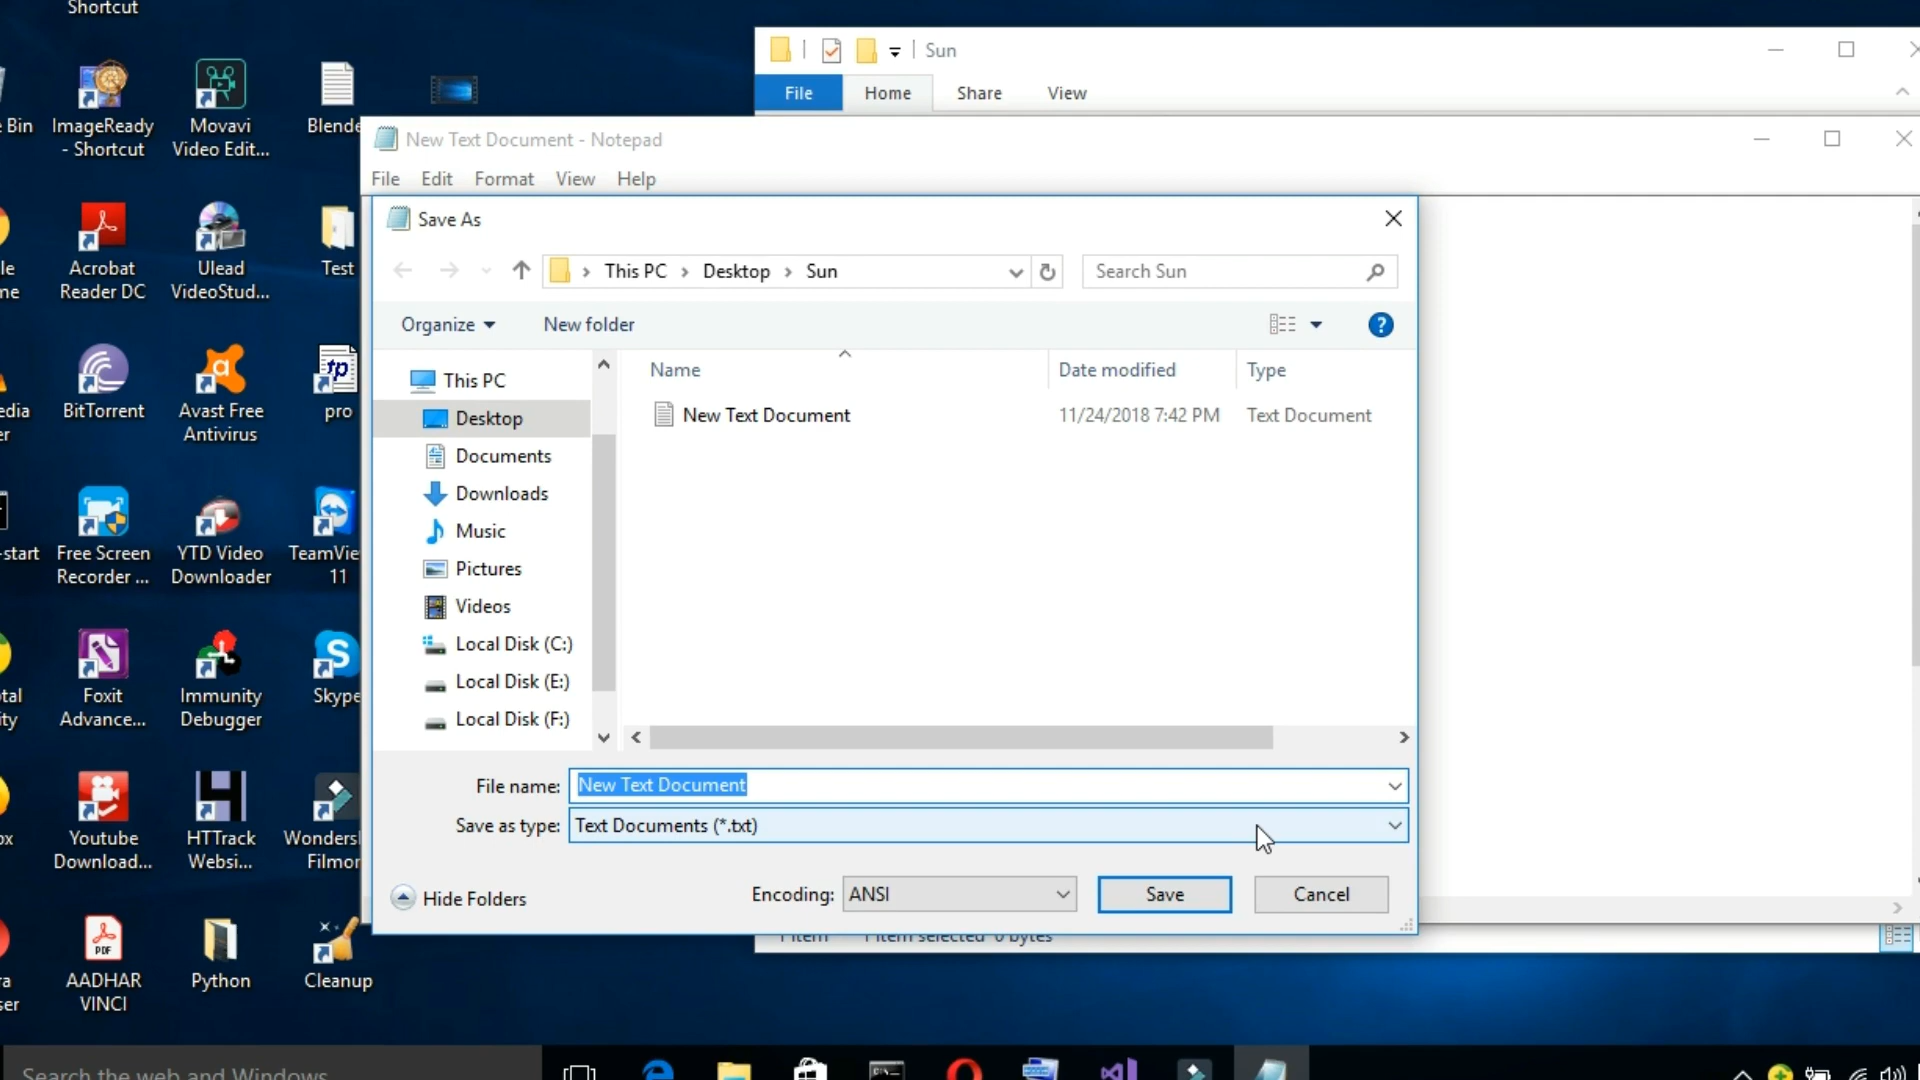 Shortcut
Bin
ImageReady
- Shortcut
Movavi
Video Edit...
Blende
Acrobat
Reader DC
Ulead
VideoStud...
Test
BitTorrent
Avast Free
Antivirus
pro
-start
Free Screen
Recorder ...
YTD Video
Downloader
TeamVie
11
Foxit
Advance...
Immunity
Debugger
Skype
Youtube
Download...
HTTrack
Websi...
Wondersh
Filmor
AADHAR
VINCI
Python
Cleanup
Sun
File Home Share View
New Text Document - Notepad
File Edit Format View Help
Save As
This PC > Desktop > Sun
Search Sun
Organize New folder
Name Date modified Type
New Text Document 11/24/2018 7:42 PM Text Document
This PC
Desktop
Documents
Downloads
Music
Pictures
Videos
Local Disk (C:)
Local Disk (E:)
Local Disk (F:)
File name: New Text Document
Save as type: Text Documents (*.txt)
Hide Folders
Encoding: ANSI
Save
Cancel
1 item 1 item selected 0 bytes
Search the web and Windows